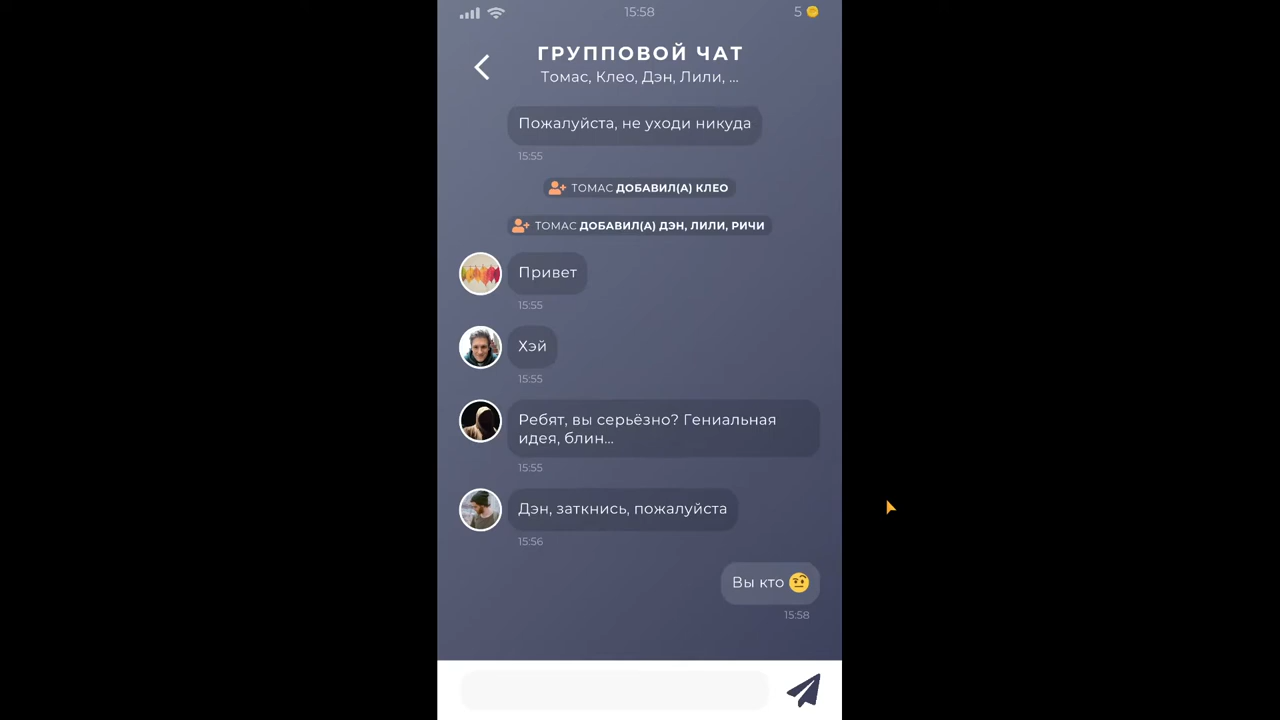 15:58
5
ГРУППОВОЙ ЧАТ
Томас, Клео, Дэн, Лили, ...
Пожалуйста, не уходи никуда
15:55
ТОМАС ДОБАВИЛ(А) КЛЕО
ТОМАС ДОБАВИЛ(А) ДЭН, ЛИЛИ, РИЧИ
Привет
15:55
Хэй
15:55
Ребят, вы серьёзно? Гениальная
идея, блин...
15:55
Дэн, заткнись, пожалуйста
15:56
Вы кто 🤨
15:58